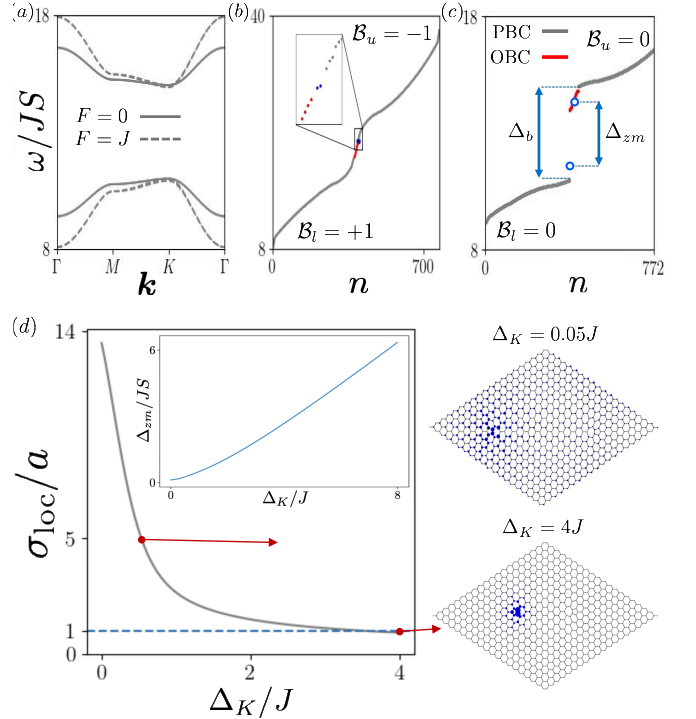 (a)
18
ω/JS
F = 0
F = J
8
Γ
M
K
Γ
k
(b)
40
𝓑u = −1
𝓑l = +1
8
0
700
n
(c)
18
PBC
OBC
𝓑u = 0
Δb
Δzm
𝓑l = 0
8
0
772
n
(d)
14
σloc/a
5
1
0
0
2
4
ΔK/J
6
Δzm/JS
0
0
ΔK/J
8
ΔK = 0.05J
ΔK = 4J